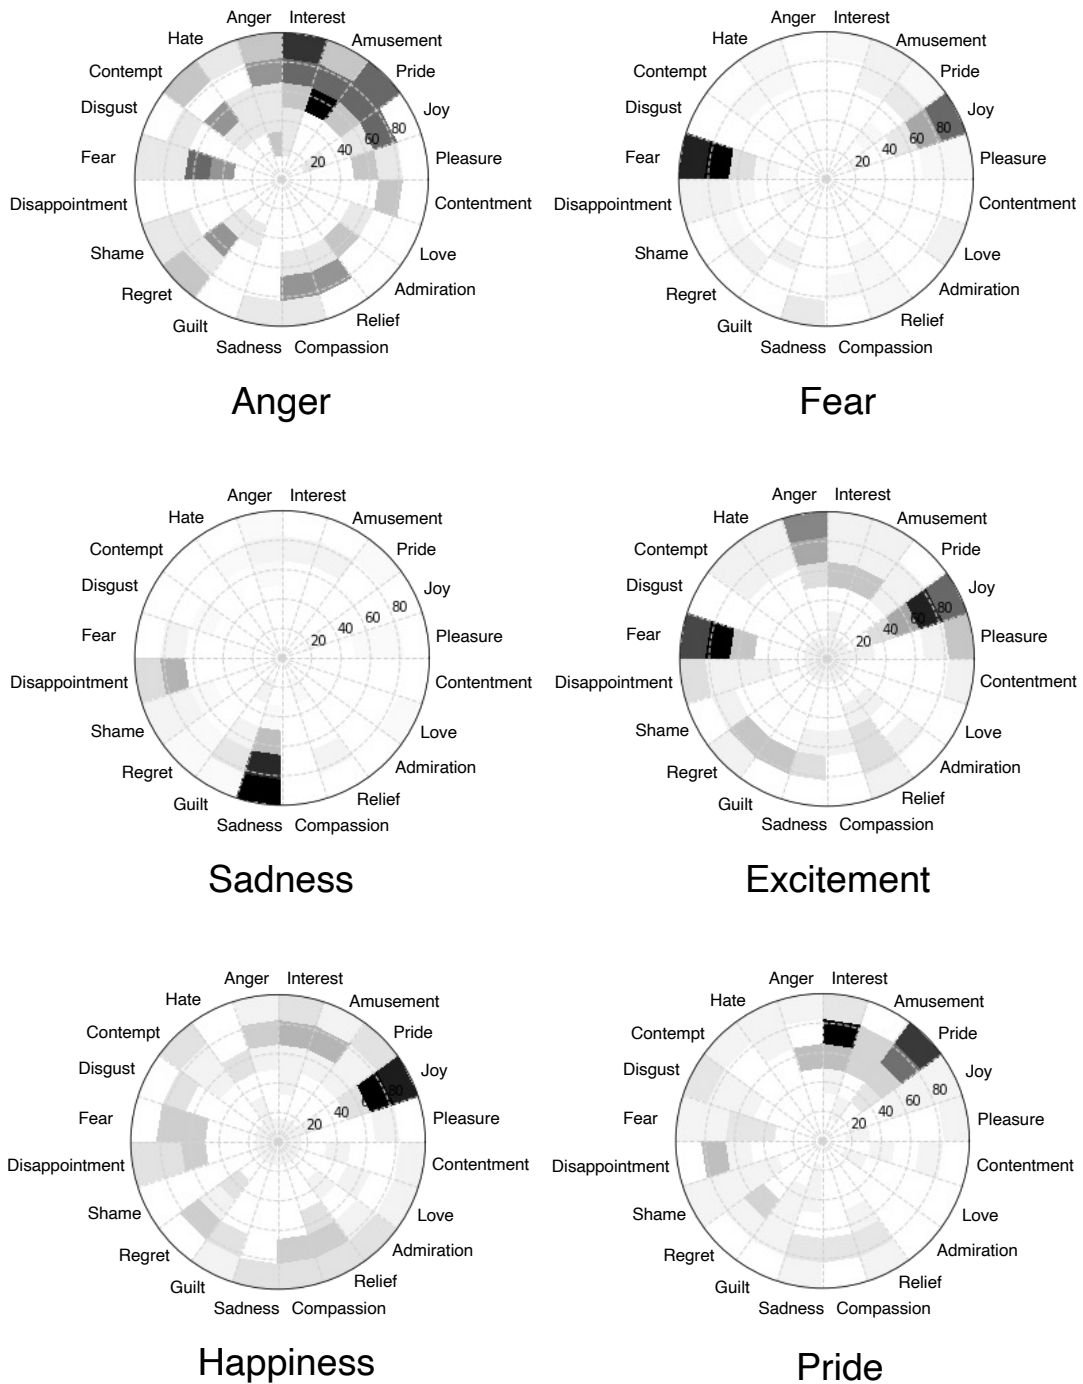 Anger Interest
Hate Amusement
Contempt Pride
Disgust Joy
Fear Pleasure
Disappointment Contentment
Shame Love
Regret Admiration
Guilt Relief
Sadness Compassion
20 40 60 80
Anger
Anger Interest
Hate Amusement
Contempt Pride
Disgust Joy
Fear Pleasure
Disappointment Contentment
Shame Love
Regret Admiration
Guilt Relief
Sadness Compassion
20 40 60 80
Fear
Anger Interest
Hate Amusement
Contempt Pride
Disgust Joy
Fear Pleasure
Disappointment Contentment
Shame Love
Regret Admiration
Guilt Relief
Sadness Compassion
20 40 60 80
Sadness
Anger Interest
Hate Amusement
Contempt Pride
Disgust Joy
Fear Pleasure
Disappointment Contentment
Shame Love
Regret Admiration
Guilt Relief
Sadness Compassion
20 40 60 80
Excitement
Anger Interest
Hate Amusement
Contempt Pride
Disgust Joy
Fear Pleasure
Disappointment Contentment
Shame Love
Regret Admiration
Guilt Relief
Sadness Compassion
20 40 80
Happiness
Anger Interest
Hate Amusement
Contempt Pride
Disgust Joy
Fear Pleasure
Disappointment Contentment
Shame Love
Regret Admiration
Guilt Relief
Sadness Compassion
20 40 60 80
Pride